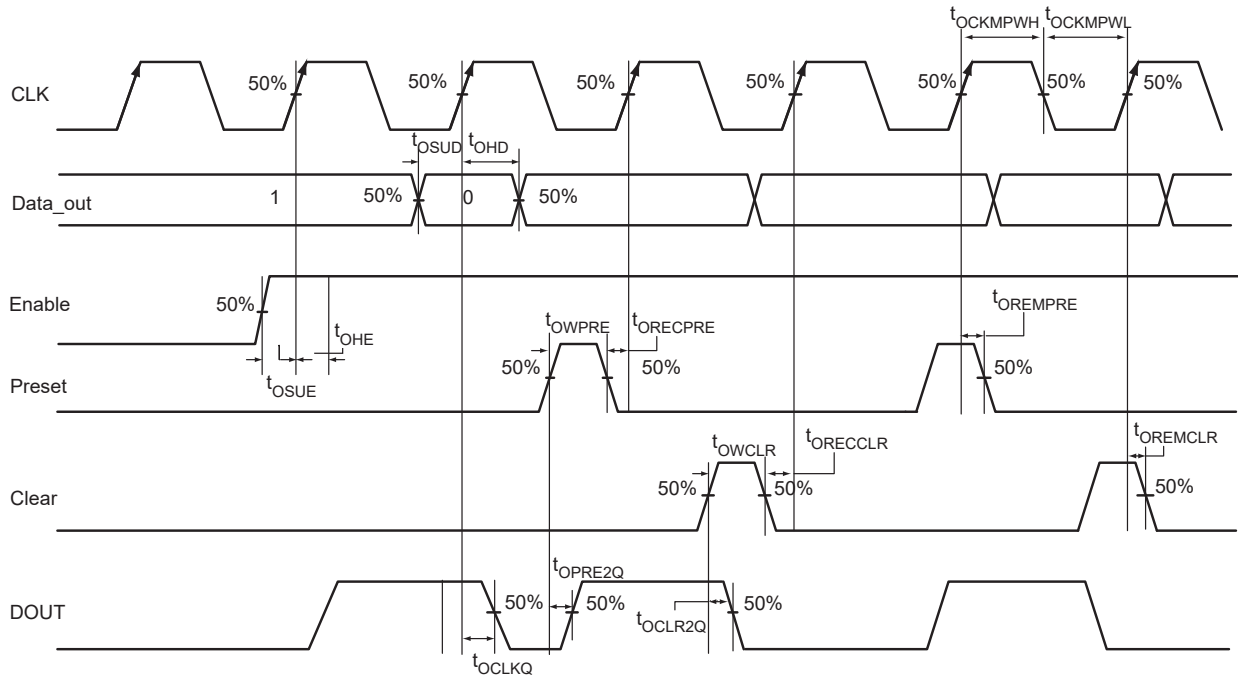 tOCKMPWH tOCKMPWL
CLK 50% 50% 50% 50% 50% 50% 50%
tOSUD tOHD
Data_out 1 50% 0 50%
Enable 50%
tOHE
tOSUE
tOWPRE tORECPRE tOREMPRE
Preset 50% 50% 50%
tOWCLR tORECCLR tOREMCLR
Clear 50% 50% 50%
tOPRE2Q
DOUT 50% 50% 50%
tOCLR2Q
tOCLKQ